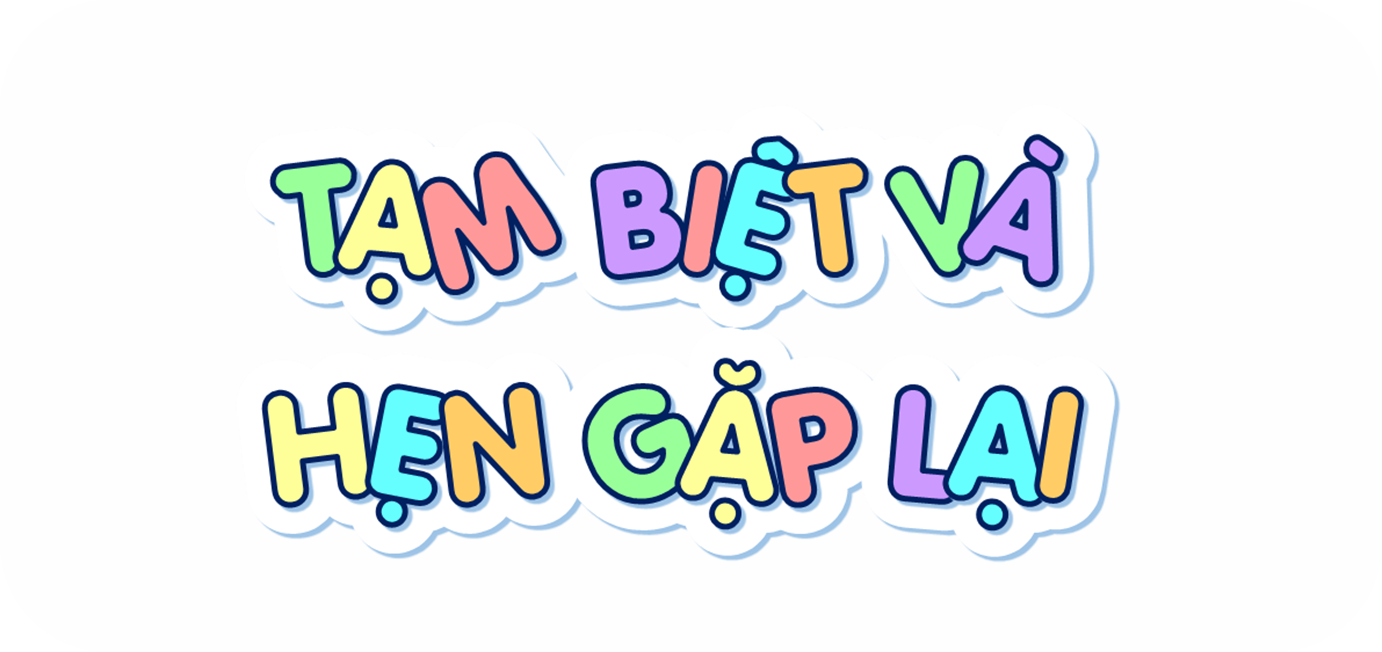 TẠM BIỆT VÀ
HẸN GẶP LẠI